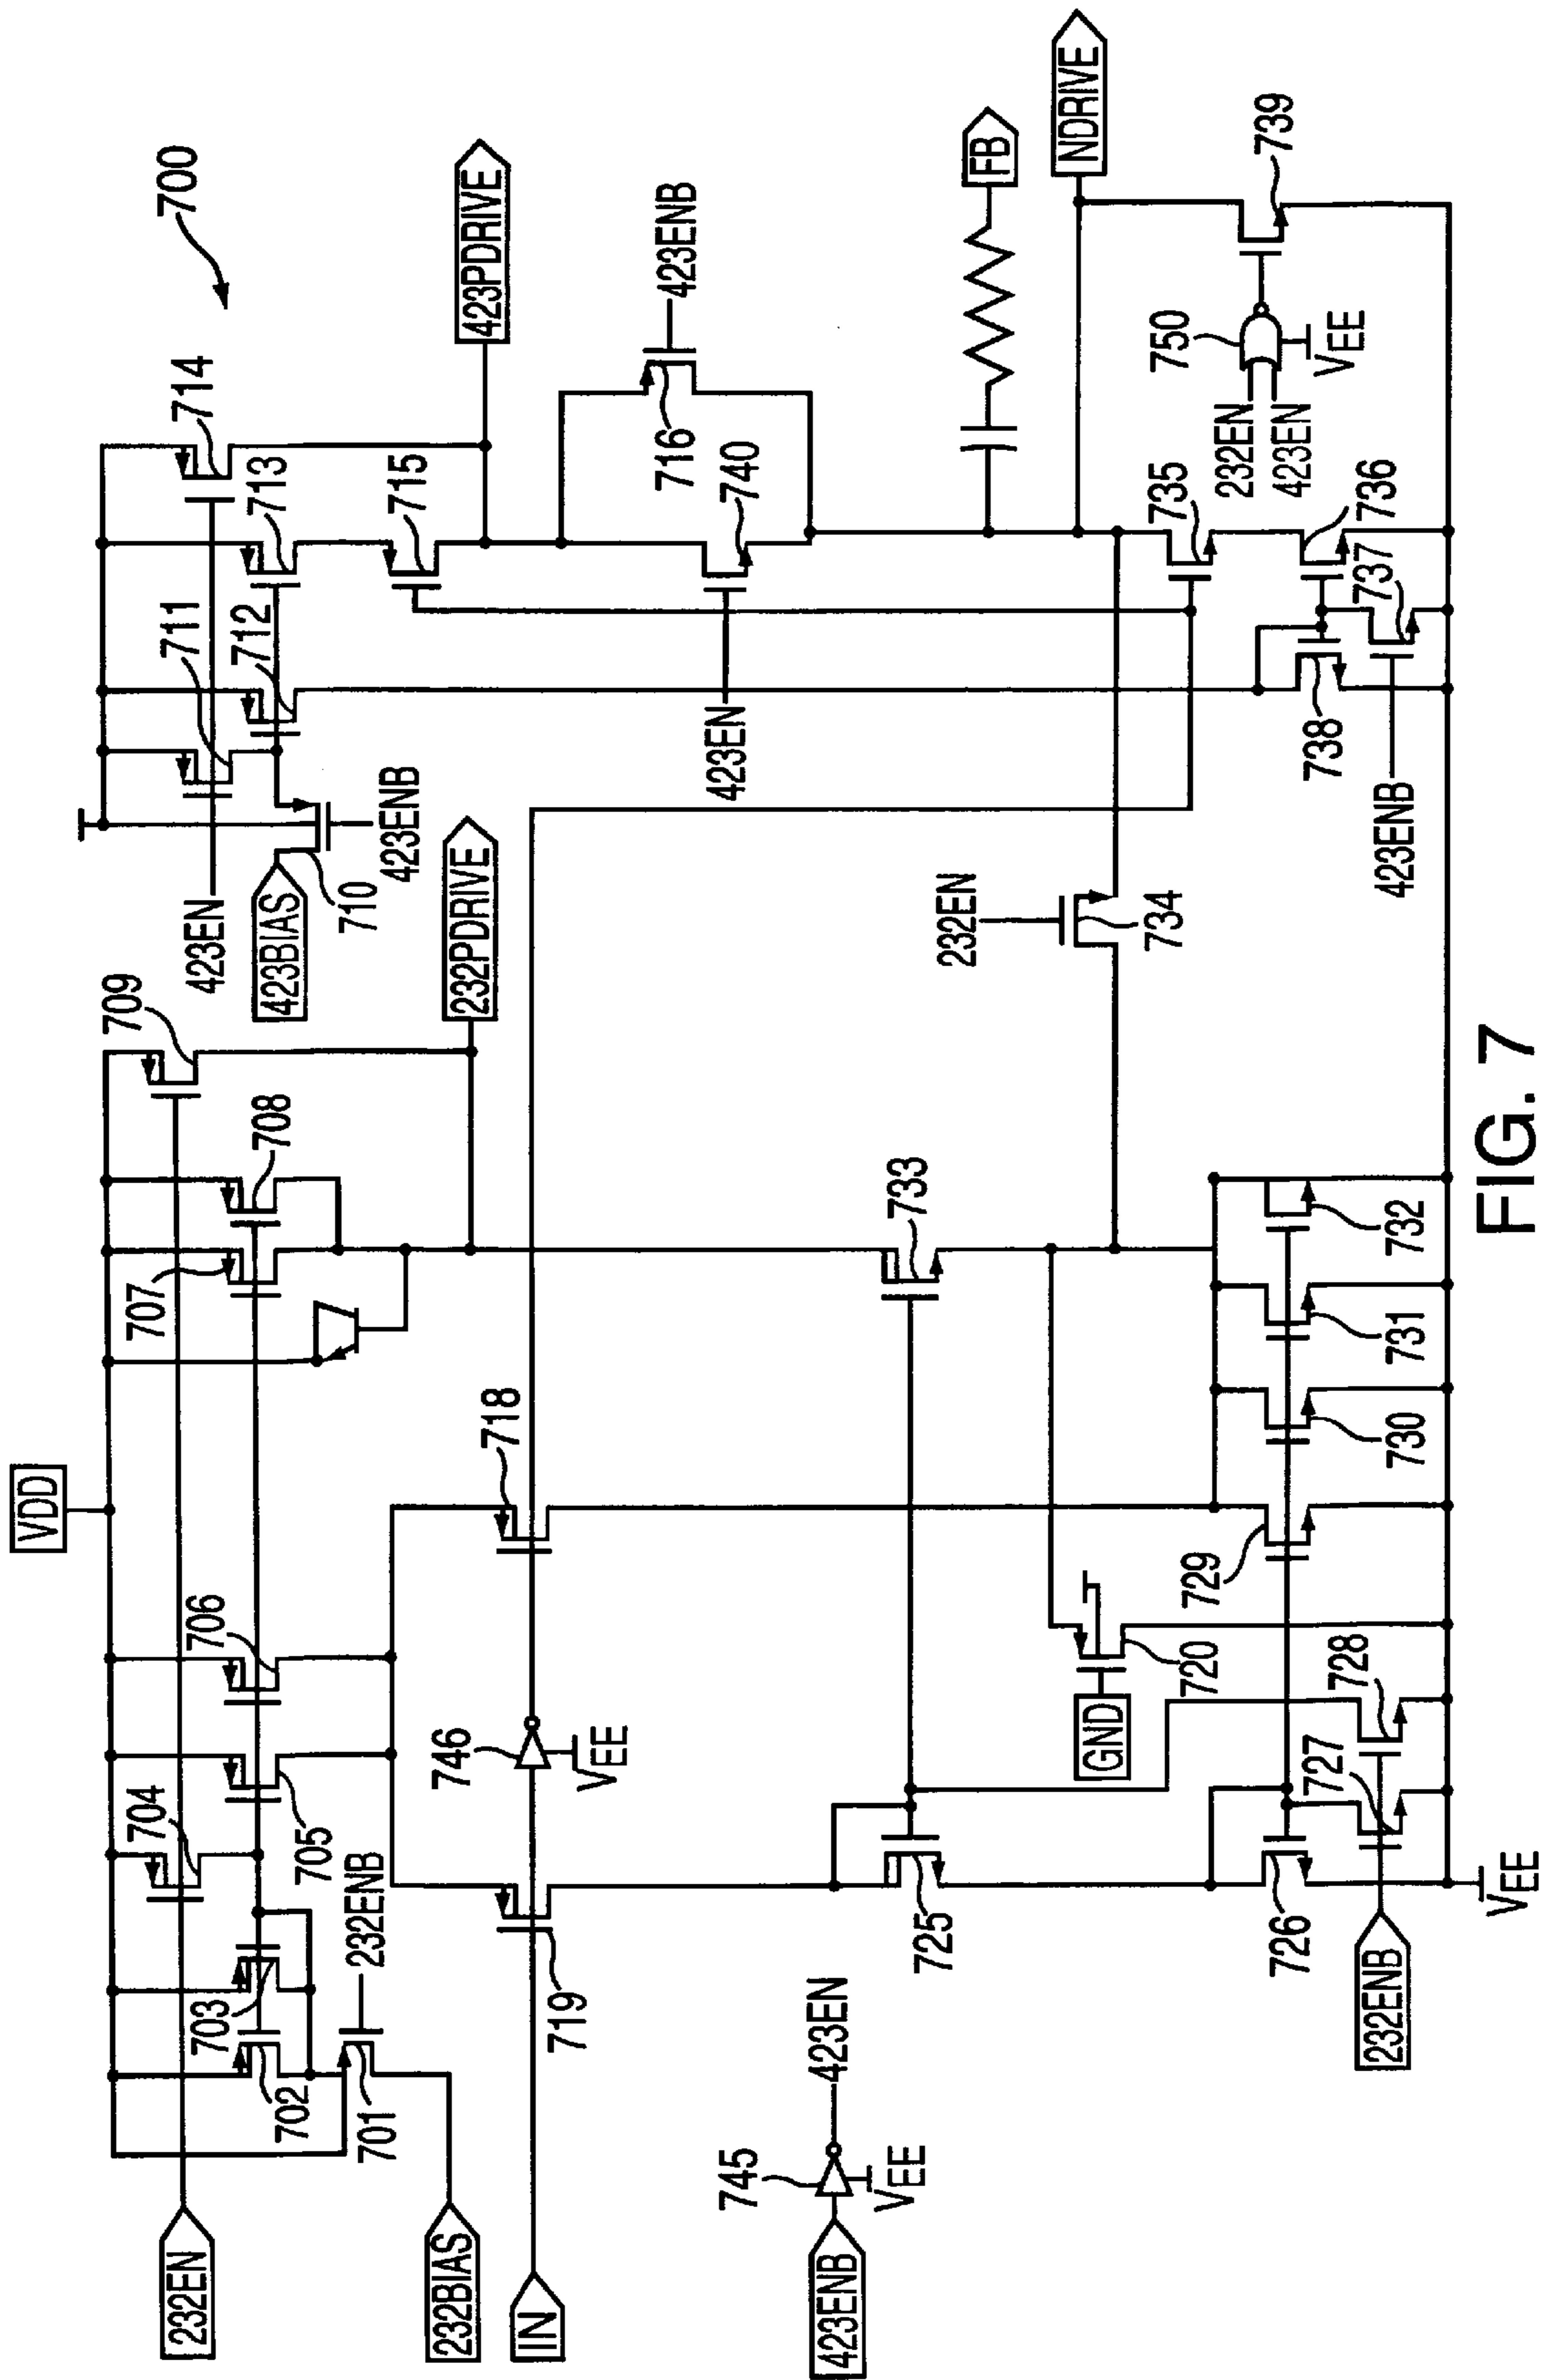 700
VDD
714
713
711
712
715
709
708
707
706
704
705
703
702
701
232EN
232ENB
232BIAS
423EN
423BIAS
710
423ENB
423PDRIVE
232PDRIVE
716
423ENB
740
423EN
718
746
VEE
719
IN
FB
NDRIVE
733
232EN
734
735
750
VEE
232EN
423EN
739
736
737
738
423ENB
745
VEE
423ENB
423EN
725
GND
720
729
730
731
732
726
727
728
232ENB
VEE
FIG. 7